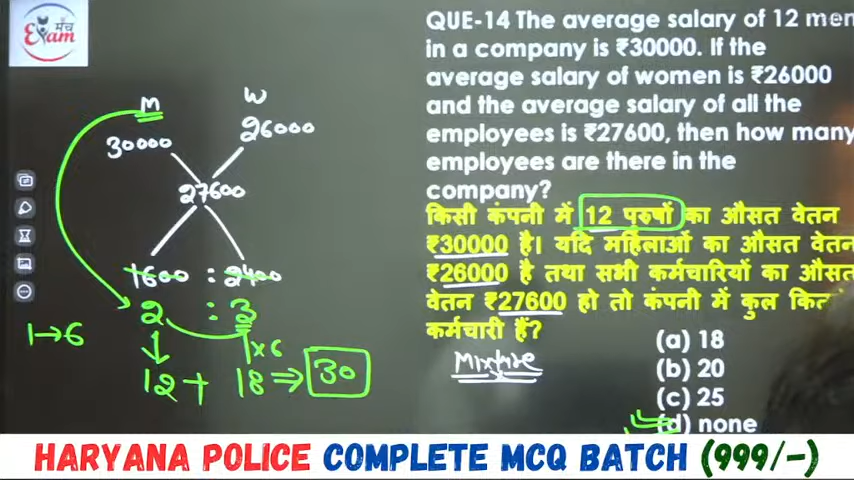 मंच
Exam
M
W
30000
26000
27600
1600 : 2400
2 : 3
1→6
1×6
12 + 18 ⇒ 30
QUE-14 The average salary of 12 men
in a company is ₹30000. If the
average salary of women is ₹26000
and the average salary of all the
employees is ₹27600, then how many
employees are there in the
company?
किसी कंपनी में 12 पुरुषों का औसत वेतन
₹30000 है। यदि महिलाओं का औसत वेतन
₹26000 है तथा सभी कर्मचारियों का औसत
वेतन ₹27600 हो तो कंपनी में कुल
कर्मचारी हैं?
Mixture
(a) 18
(b) 20
(c) 25
(d) none
HARYANA POLICE COMPLETE MCQ BATCH (999/-)